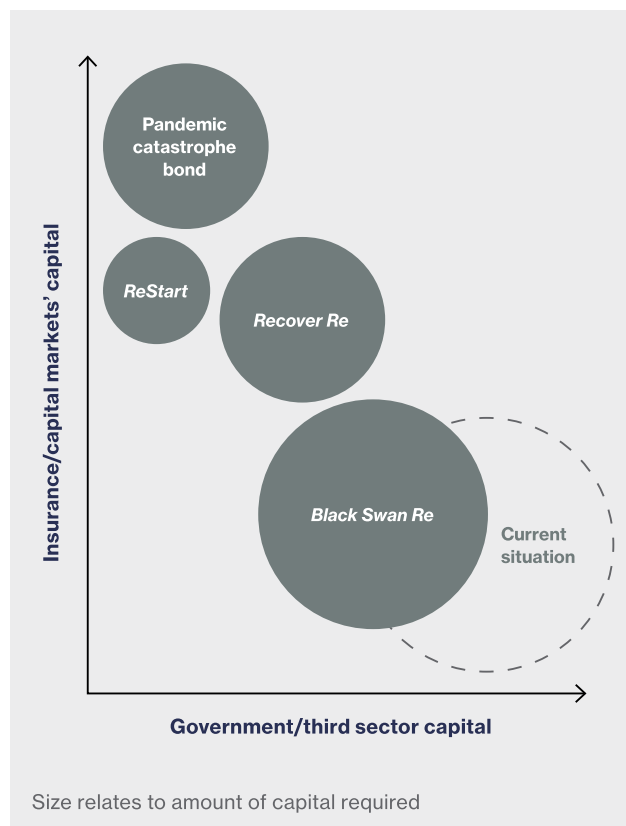 Pandemic
catastrophe
bond
ReStart
Recover Re
Black Swan Re
Current
situation
Insurance/capital markets’ capital
Government/third sector capital
Size relates to amount of capital required